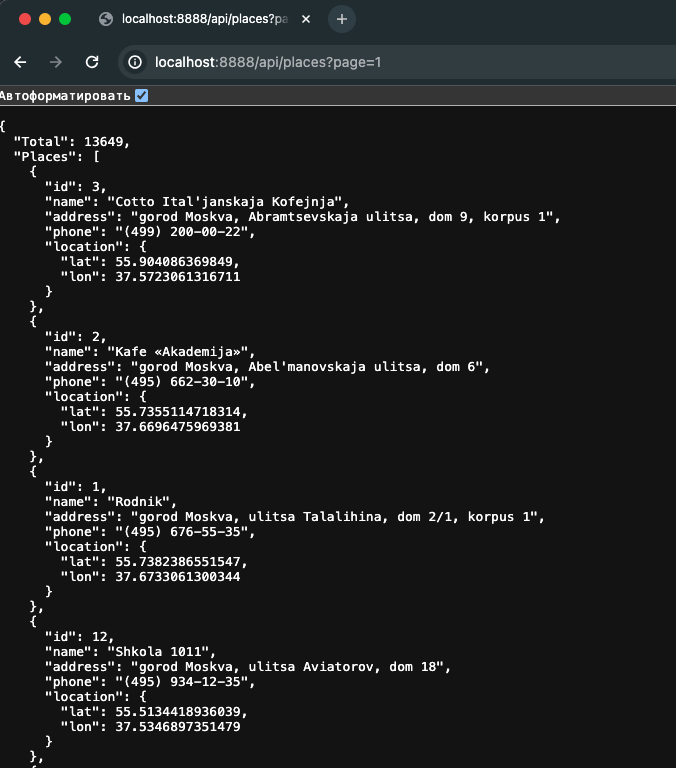 localhost:8888/api/places?pa
localhost:8888/api/places?page=1
Автоформатировать
{
  "Total": 13649,
  "Places": [
    {
      "id": 3,
      "name": "Cotto Ital'janskaja Kofejnja",
      "address": "gorod Moskva, Abramtsevskaja ulitsa, dom 9, korpus 1",
      "phone": "(499) 200-00-22",
      "location": {
        "lat": 55.904086369849,
        "lon": 37.5723061316711
      }
    },
    {
      "id": 2,
      "name": "Kafe «Akademija»",
      "address": "gorod Moskva, Abel'manovskaja ulitsa, dom 6",
      "phone": "(495) 662-30-10",
      "location": {
        "lat": 55.7355114718314,
        "lon": 37.6696475969381
      }
    },
    {
      "id": 1,
      "name": "Rodnik",
      "address": "gorod Moskva, ulitsa Talalihina, dom 2/1, korpus 1",
      "phone": "(495) 676-55-35",
      "location": {
        "lat": 55.7382386551547,
        "lon": 37.6733061300344
      }
    },
    {
      "id": 12,
      "name": "Shkola 1011",
      "address": "gorod Moskva, ulitsa Aviatorov, dom 18",
      "phone": "(495) 934-12-35",
      "location": {
        "lat": 55.5134418936039,
        "lon": 37.5346897351479
      }
    },
    {